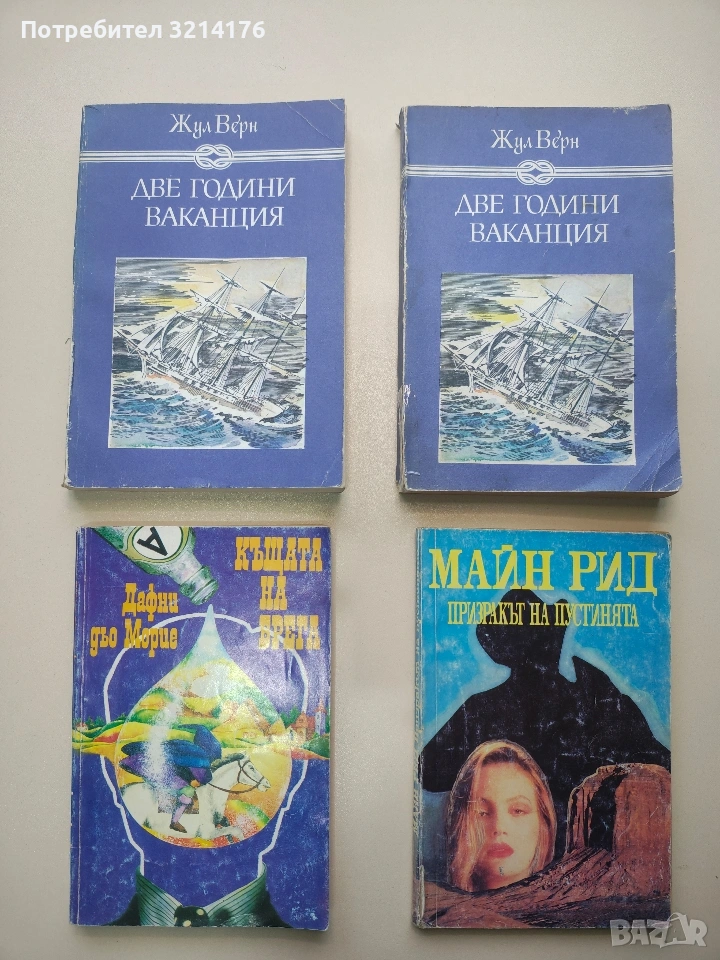 Потребител 3214176
Жул Верн
ДВЕ ГОДИНИ
ВАКАНЦИЯ
Жул Верн
ДВЕ ГОДИНИ
ВАКАНЦИЯ
А
КЪЩАТА
НА
БРЕГА
Дафни
дьо Морие
МАЙН РИД
ПРИЗРАКЪТ НА ПУСТИНЯТА
BAZAR